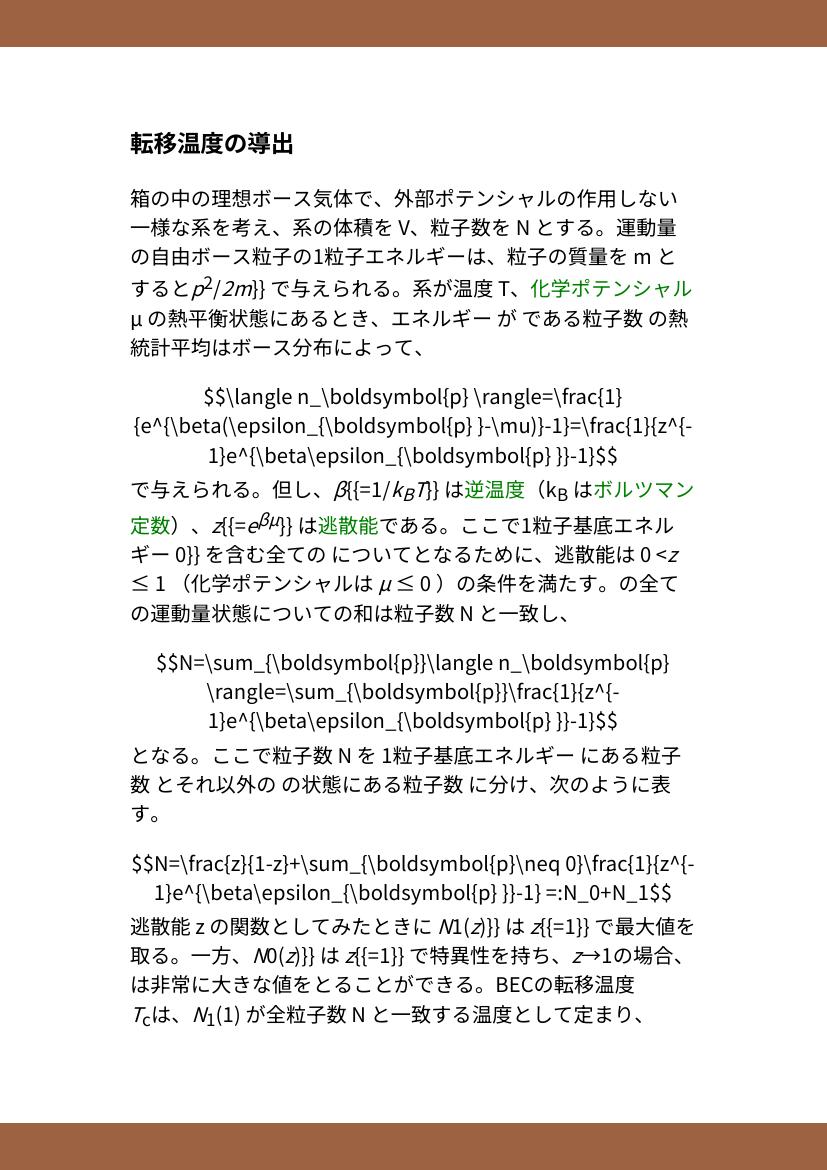 転移温度の導出
箱の中の理想ボース気体で、外部ポテンシャルの作用しない
一様な系を考え、系の体積を V、粒子数を N とする。運動量
の自由ボース粒子の1粒子エネルギーは、粒子の質量を m と
するとp2/2m}} で与えられる。系が温度 T、化学ポテンシャル
μ の熱平衡状態にあるとき、エネルギー が である粒子数 の熱
統計平均はボース分布によって、
$$\langle n_\boldsymbol{p} \rangle=\frac{1}
{e^{\beta(\epsilon_{\boldsymbol{p} }-\mu)}-1}=\frac{1}{z^{-
1}e^{\beta\epsilon_{\boldsymbol{p} }}-1}$$
で与えられる。但し、β{{=1/kBT}} は逆温度（kB はボルツマン
定数）、z{{=eβμ}} は逃散能である。ここで1粒子基底エネル
ギー 0}} を含む全ての についてとなるために、逃散能は 0 <z
≤ 1 （化学ポテンシャルは μ ≤ 0 ）の条件を満たす。の全て
の運動量状態についての和は粒子数 N と一致し、
$$N=\sum_{\boldsymbol{p}}\langle n_\boldsymbol{p}
\rangle=\sum_{\boldsymbol{p}}\frac{1}{z^{-
1}e^{\beta\epsilon_{\boldsymbol{p} }}-1}$$
となる。ここで粒子数 N を 1粒子基底エネルギー にある粒子
数 とそれ以外の の状態にある粒子数 に分け、次のように表
す。
$$N=\frac{z}{1-z}+\sum_{\boldsymbol{p}\neq 0}\frac{1}{z^{-
1}e^{\beta\epsilon_{\boldsymbol{p} }}-1} =:N_0+N_1$$
逃散能 z の関数としてみたときに N1(z)}} は z{{=1}} で最大値を
取る。一方、N0(z)}} は z{{=1}} で特異性を持ち、z→1の場合、
は非常に大きな値をとることができる。BECの転移温度
Tcは、N1(1) が全粒子数 N と一致する温度として定まり、